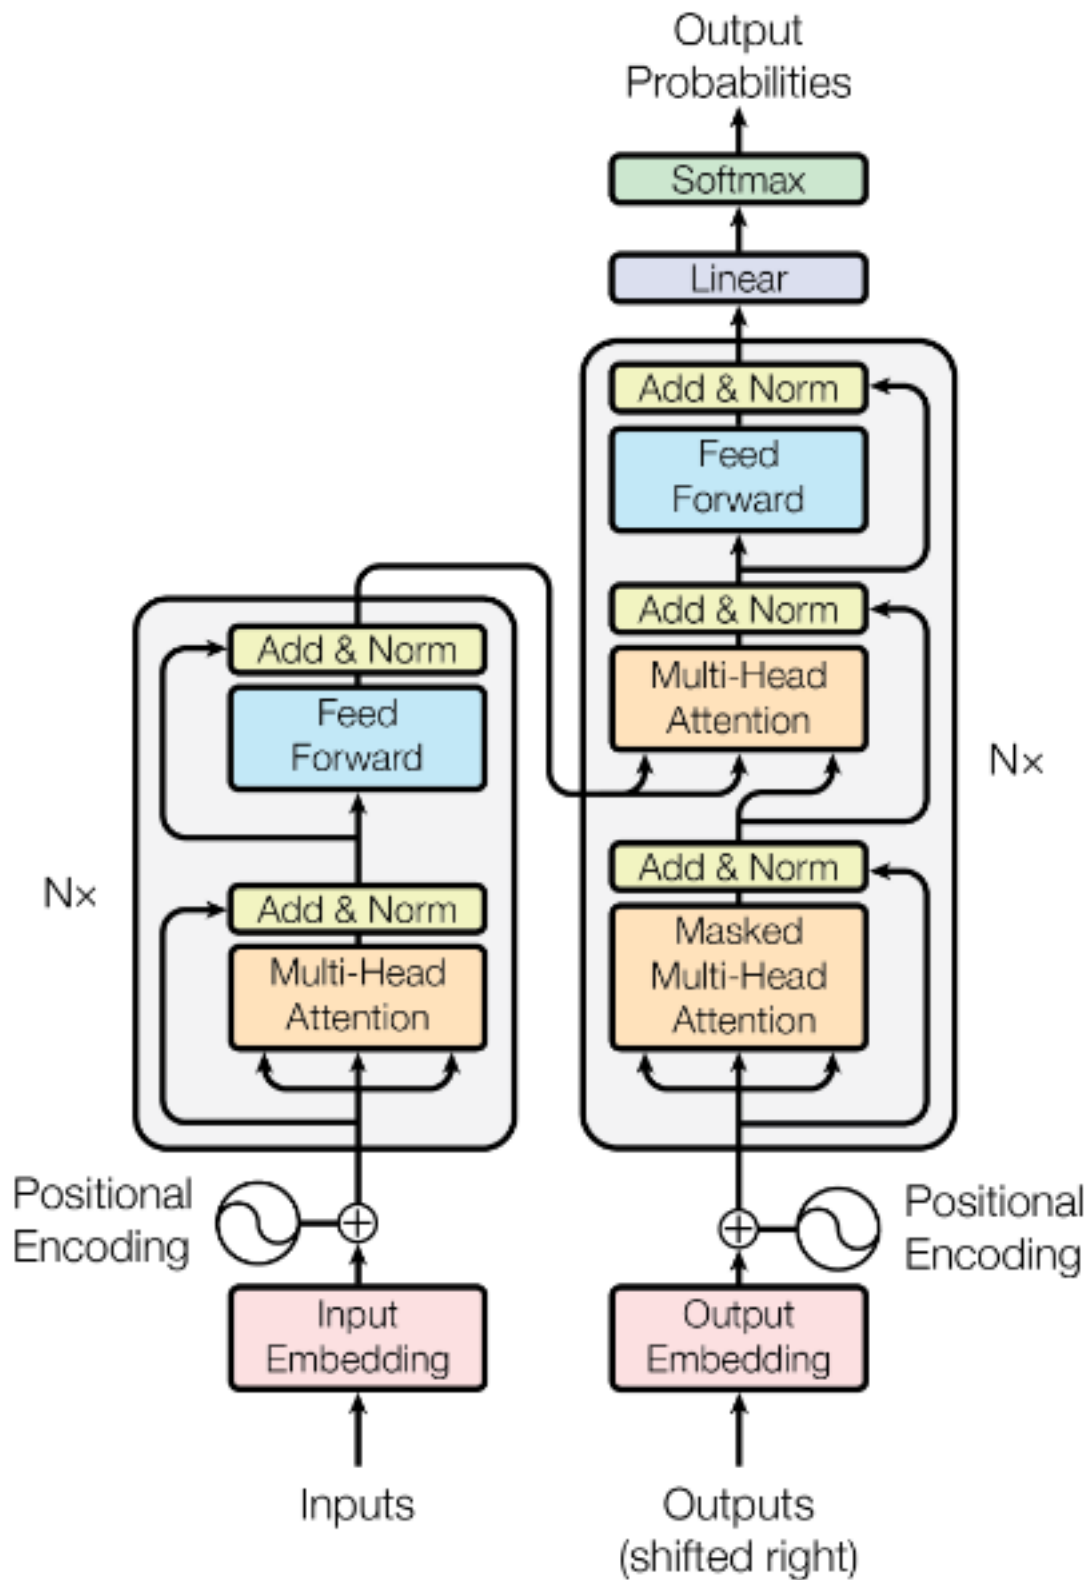 Output
Probabilities
Softmax
Linear
Add & Norm
Feed
Forward
Add & Norm
Multi-Head
Attention
N×
Add & Norm
Masked
Multi-Head
Attention
Add & Norm
Feed
Forward
N×
Add & Norm
Multi-Head
Attention
Positional
Encoding
Positional
Encoding
Input
Embedding
Output
Embedding
Inputs
Outputs
(shifted right)